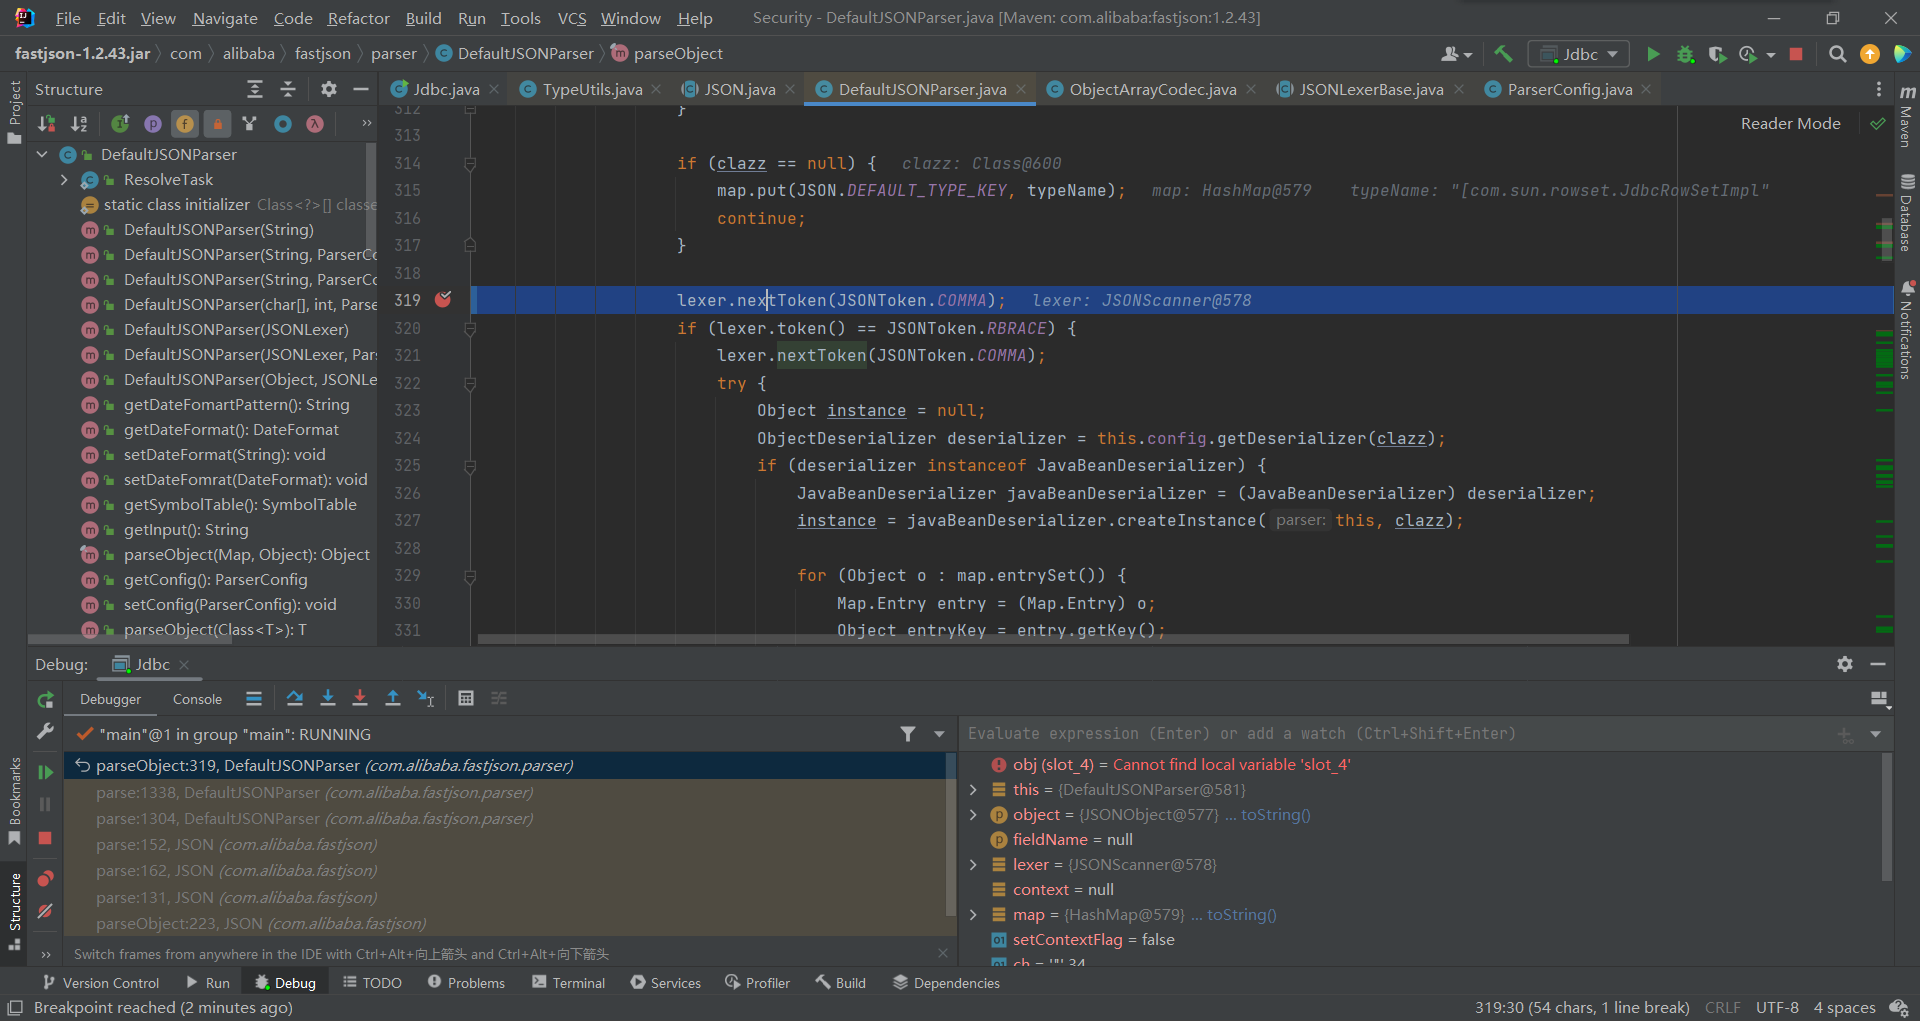 File Edit View Navigate Code Refactor Build Run Tools VCS Window Help Security - DefaultJSONParser.java [Maven: com.alibaba:fastjson:1.2.43]
fastjson-1.2.43.jar com alibaba fastjson parser DefaultJSONParser parseObject Jdbc
Project
Structure
Bookmarks
Structure
Structure
DefaultJSONParser
ResolveTask
static class initializer Class<?>[] classe
DefaultJSONParser(String)
DefaultJSONParser(String, ParserCo
DefaultJSONParser(String, ParserCo
DefaultJSONParser(char[], int, Parse
DefaultJSONParser(JSONLexer)
DefaultJSONParser(JSONLexer, Pars
DefaultJSONParser(Object, JSONLe
getDateFomartPattern(): String
getDateFormat(): DateFormat
setDateFormat(String): void
setDateFomrat(DateFormat): void
getSymbolTable(): SymbolTable
getInput(): String
parseObject(Map, Object): Object
getConfig(): ParserConfig
setConfig(ParserConfig): void
parseObject(Class<T>): T
Jdbc.java TypeUtils.java JSON.java DefaultJSONParser.java ObjectArrayCodec.java JSONLexerBase.java ParserConfig.java
Reader Mode
312 }
313
314 if (clazz == null) { clazz: Class@600
315 map.put(JSON.DEFAULT_TYPE_KEY, typeName); map: HashMap@579 typeName: "[com.sun.rowset.JdbcRowSetImpl"
316 continue;
317 }
318
319 lexer.nextToken(JSONToken.COMMA); lexer: JSONScanner@578
320 if (lexer.token() == JSONToken.RBRACE) {
321 lexer.nextToken(JSONToken.COMMA);
322 try {
323 Object instance = null;
324 ObjectDeserializer deserializer = this.config.getDeserializer(clazz);
325 if (deserializer instanceof JavaBeanDeserializer) {
326 JavaBeanDeserializer javaBeanDeserializer = (JavaBeanDeserializer) deserializer;
327 instance = javaBeanDeserializer.createInstance( parser: this, clazz);
328
329 for (Object o : map.entrySet()) {
330 Map.Entry entry = (Map.Entry) o;
331 Object entryKey = entry.getKey();
Maven
Database
Notifications
Debug: Jdbc
Debugger Console
"main"@1 in group "main": RUNNING
parseObject:319, DefaultJSONParser (com.alibaba.fastjson.parser)
parse:1338, DefaultJSONParser (com.alibaba.fastjson.parser)
parse:1304, DefaultJSONParser (com.alibaba.fastjson.parser)
parse:152, JSON (com.alibaba.fastjson)
parse:162, JSON (com.alibaba.fastjson)
parse:131, JSON (com.alibaba.fastjson)
parseObject:223, JSON (com.alibaba.fastjson)
Switch frames from anywhere in the IDE with Ctrl+Alt+向上箭头 and Ctrl+Alt+向下箭头
Evaluate expression (Enter) or add a watch (Ctrl+Shift+Enter)
obj (slot_4) = Cannot find local variable 'slot_4'
this = {DefaultJSONParser@581}
object = {JSONObject@577} ... toString()
fieldName = null
lexer = {JSONScanner@578}
context = null
map = {HashMap@579} ... toString()
setContextFlag = false
ch = '"' 34
Version Control Run Debug TODO Problems Terminal Services Profiler Build Dependencies
Breakpoint reached (2 minutes ago) 319:30 (54 chars, 1 line break) CRLF UTF-8 4 spaces